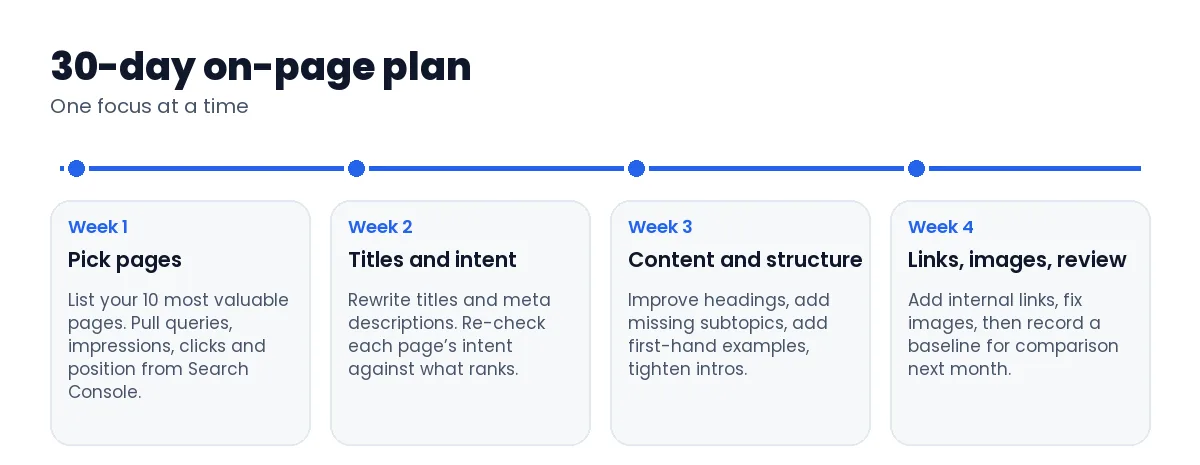 30-day on-page plan
One focus at a time
Week 1
Pick pages
List your 10 most valuable
pages. Pull queries,
impressions, clicks and
position from Search
Console.
Week 2
Titles and intent
Rewrite titles and meta
descriptions. Re-check
each page’s intent
against what ranks.
Week 3
Content and structure
Improve headings, add
missing subtopics, add
first-hand examples,
tighten intros.
Week 4
Links, images, review
Add internal links, fix
images, then record a
baseline for comparison
next month.